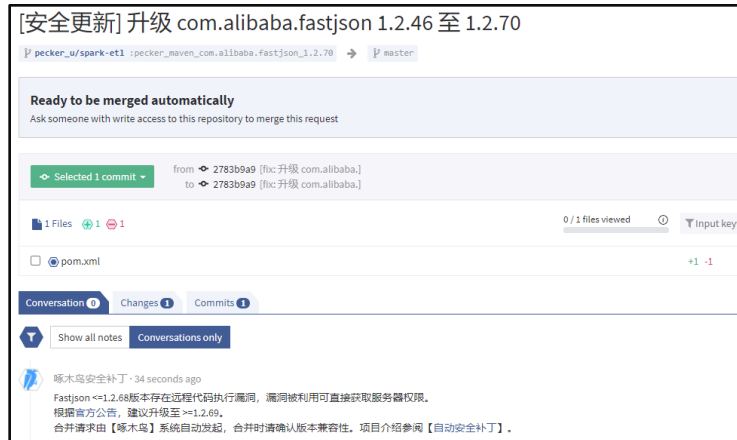 [安全更新] 升级 com.alibaba.fastjson 1.2.46 至 1.2.70
pecker_u/spark-etl :pecker_maven_com.alibaba.fastjson_1.2.70 → master
Ready to be merged automatically
Ask someone with write access to this repository to merge this request
Selected 1 commit
from 2783b9a9 [fix: 升级 com.alibaba.]
to 2783b9a9 [fix: 升级 com.alibaba.]
1 Files 1 1
0 / 1 files viewed
Input key
pom.xml
+1 -1
Conversation 0 Changes 1 Commits 1
Show all notes Conversations only
啄木鸟安全补丁 · 34 seconds ago
Fastjson <=1.2.68版本存在远程代码执行漏洞，漏洞被利用可直接获取服务器权限。
根据官方公告，建议升级至 >=1.2.69。
合并请求由【啄木鸟】系统自动发起，合并时请确认版本兼容性。项目介绍参阅【自动安全补丁】。